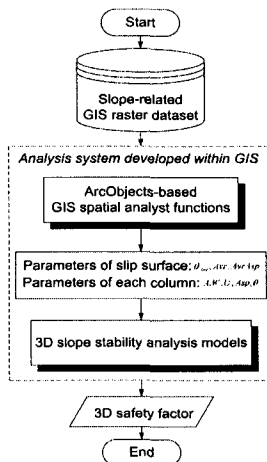 Start
Slope-related
GIS raster dataset
Analysis system developed within GIS
ArcObjects-based
GIS spatial analyst functions
Parameters of slip surface:
Parameters of each column:
3D slope stability analysis models
3D safety factor
End